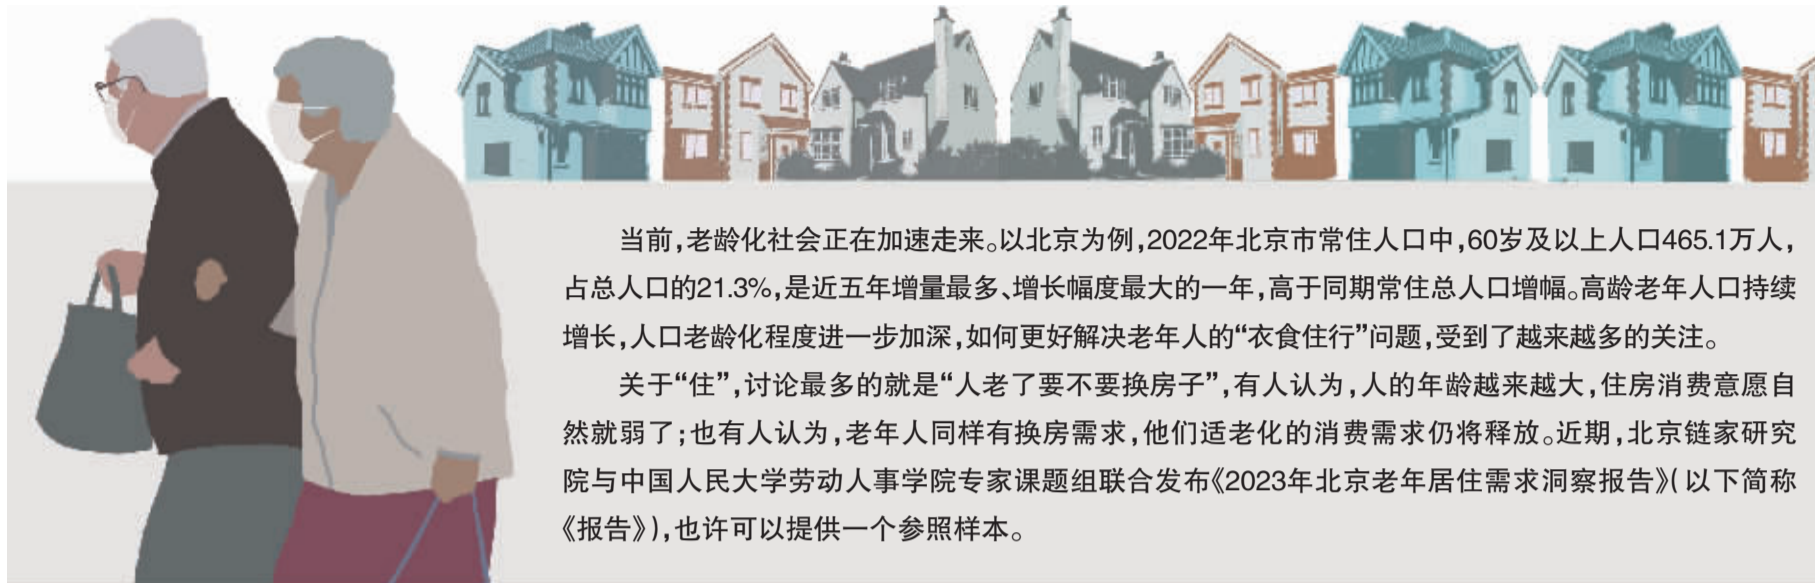 当前,老龄化社会正在加速走来。以北京为例,2022年北京市常住人口中,60岁及以上人口465.1万人,
占总人口的21.3%,是近五年增量最多、增长幅度最大的一年,高于同期常住总人口增幅。高龄老年人口持续
增长,人口老龄化程度进一步加深,如何更好解决老年人的“衣食住行”问题,受到了越来越多的关注。
关于“住”,讨论最多的就是“人老了要不要换房子”,有人认为,人的年龄越来越大,住房消费意愿自
然就弱了;也有人认为,老年人同样有换房需求,他们适老化的消费需求仍将释放。近期,北京链家研究
院与中国人民大学劳动人事学院专家课题组联合发布《2023年北京老年居住需求洞察报告》(以下简称
《报告》),也许可以提供一个参照样本。